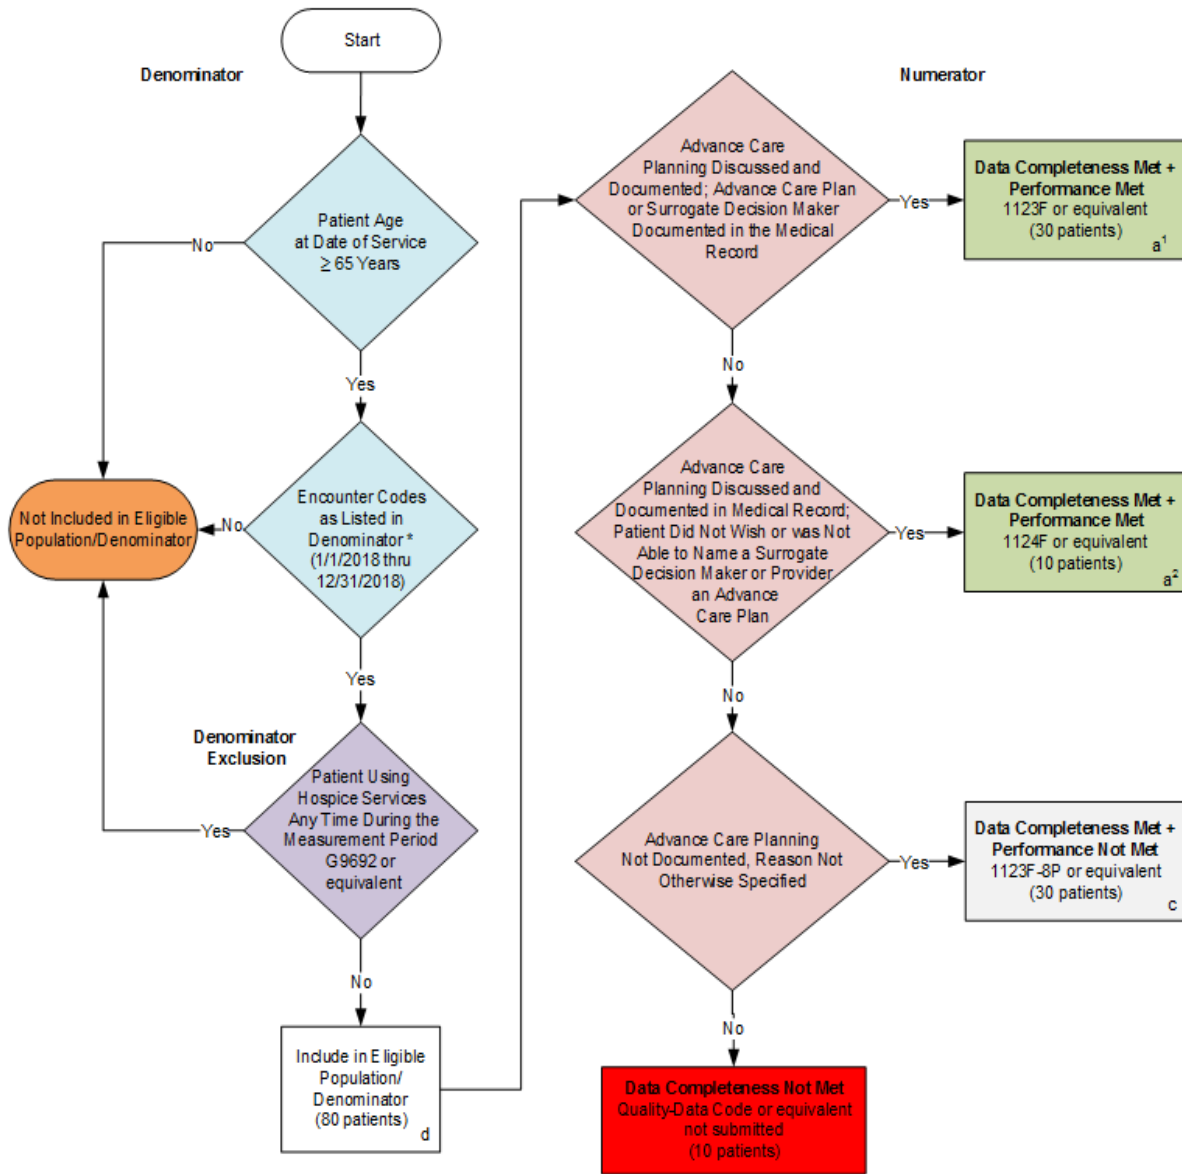 Start
Denominator
Patient Age
at Date of Service
≥ 65 Years
No
Yes
Encounter Codes
as Listed in
Denominator *
(1/1/2018 thru
12/31/2018)
No
Not Included in Eligible
Population/Denominator
Yes
Denominator
Exclusion
Patient Using
Hospice Services
Any Time During the
Measurement Period
G9692 or
equivalent
Yes
No
Include in Eligible
Population/
Denominator
(80 patients)
d
Numerator
Advance Care
Planning Discussed and
Documented; Advance Care Plan
or Surrogate Decision Maker
Documented in the Medical
Record
Yes
Data Completeness Met +
Performance Met
1123F or equivalent
(30 patients)
a¹
No
Advance Care
Planning Discussed and
Documented in Medical Record;
Patient Did Not Wish or was Not
Able to Name a Surrogate
Decision Maker or Provider
an Advance
Care Plan
Yes
Data Completeness Met +
Performance Met
1124F or equivalent
(10 patients)
a²
No
Advance Care Planning
Not Documented, Reason Not
Otherwise Specified
Yes
Data Completeness Met +
Performance Not Met
1123F-8P or equivalent
(30 patients)
c
No
Data Completeness Not Met
Quality-Data Code or equivalent
not submitted
(10 patients)